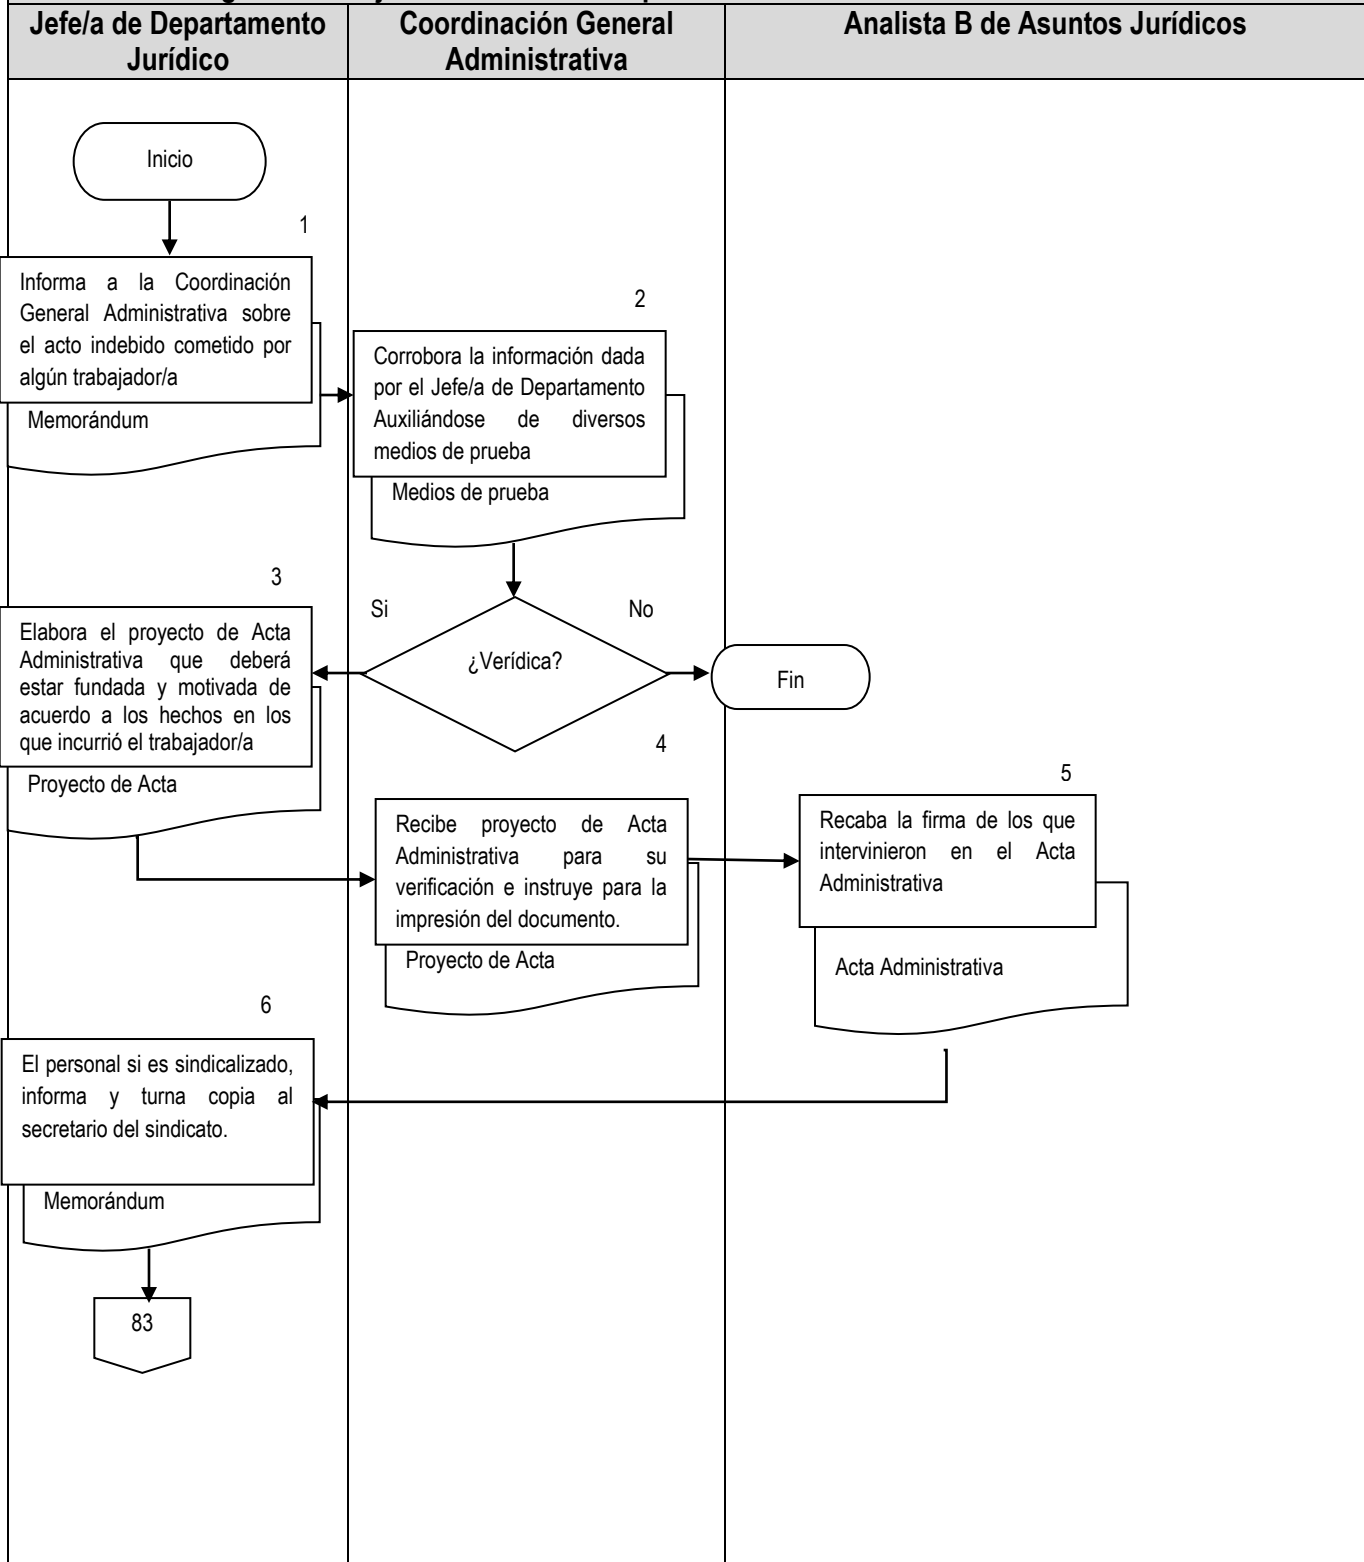 Jefe/a de Departamento
Jurídico
Coordinación General
Administrativa
Analista B de Asuntos Jurídicos
Inicio
1
Informa a la Coordinación
General Administrativa sobre
el acto indebido cometido por
algún trabajador/a
Memorándum
2
Corrobora la información dada
por el Jefe/a de Departamento
Auxiliándose de diversos
medios de prueba
Medios de prueba
3
Si
No
¿Verídica?
Fin
Elabora el proyecto de Acta
Administrativa que deberá
estar fundada y motivada de
acuerdo a los hechos en los
que incurrió el trabajador/a
Proyecto de Acta
4
Recibe proyecto de Acta
Administrativa para su
verificación e instruye para la
impresión del documento.
Proyecto de Acta
5
Recaba la firma de los que
intervinieron en el Acta
Administrativa
Acta Administrativa
6
El personal si es sindicalizado,
informa y turna copia al
secretario del sindicato.
Memorándum
83